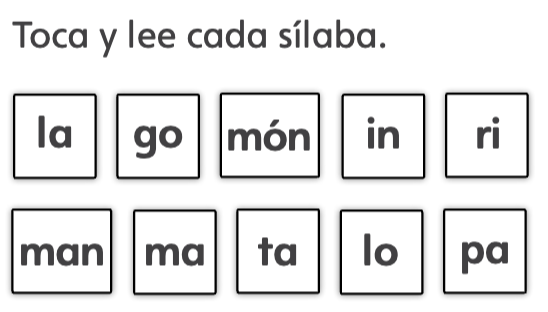 Toca y lee cada sílaba.
la go món in ri
man ma ta lo pa